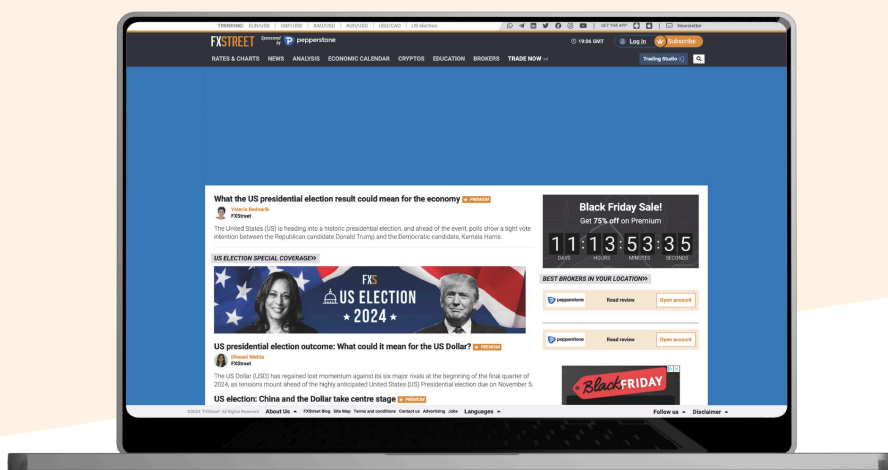 TRENDING: EUR/USD | GBP/USD | XAU/USD | AUD/USD | USD/CAD | US election
GET THE APP | Newsletter
FXSTREET Sponsored by pepperstone
19:06 GMT Log in Subscribe
RATES & CHARTS NEWS ANALYSIS ECONOMIC CALENDAR CRYPTOS EDUCATION BROKERS TRADE NOW ad
Trading Studio
What the US presidential election result could mean for the economy PREMIUM
Valeria Bednarik
FXStreet
The United States (US) is heading into a historic presidential election, and ahead of the event, polls show a tight vote
intention between the Republican candidate Donald Trump and the Democratic candidate, Kamala Harris.
US ELECTION SPECIAL COVERAGE»
FXS
US ELECTION
2024
US presidential election outcome: What could it mean for the US Dollar? PREMIUM
Dhwani Mehta
FXStreet
The US Dollar (USD) has regained lost momentum against its six major rivals at the beginning of the final quarter of
2024, as tensions mount ahead of the highly anticipated United States (US) Presidential election due on November 5.
US election: China and the Dollar take centre stage PREMIUM
Black Friday Sale!
Get 75% off on Premium
11:13:53:35
DAYS HOURS MINUTES SECONDS
BEST BROKERS IN YOUR LOCATION»
pepperstone Read review Open account
pepperstone Read review Open account
Black FRIDAY
©2024 "FXStreet" All Rights Reserved About Us FXStreet Blog Site Map Terms and conditions Contact us Advertising Jobs Languages Follow us Disclaimer